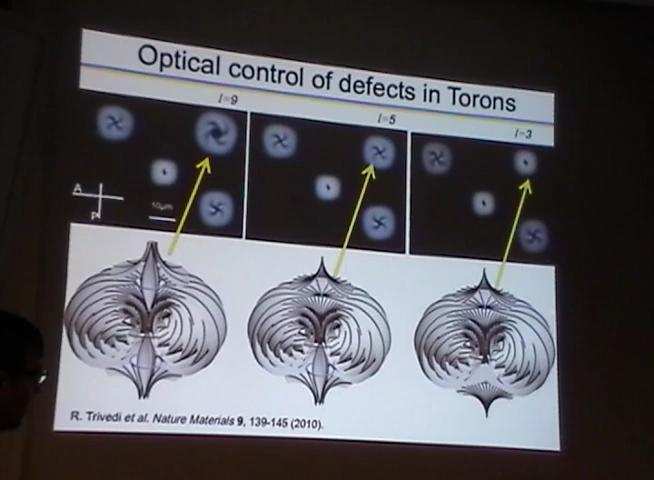 Optical control of defects in Torons
l=9
l=5
l=3
A
P
10μm
R. Trivedi et al. Nature Materials 9, 139-145 (2010).